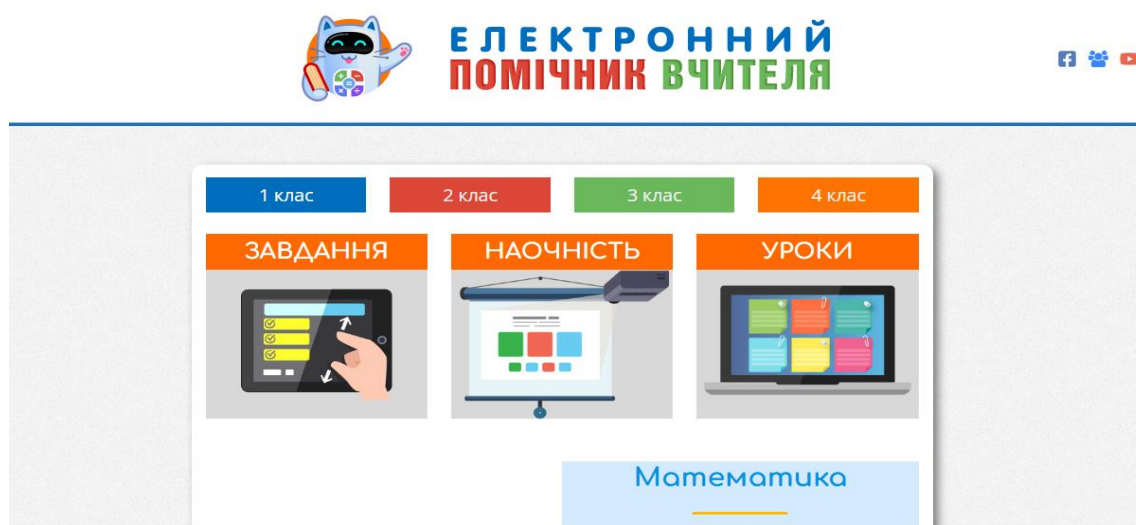 ЕЛЕКТРОННИЙ
ПОМІЧНИК ВЧИТЕЛЯ
1 клас
2 клас
3 клас
4 клас
ЗАВДАННЯ
НАОЧНІСТЬ
УРОКИ
Математика